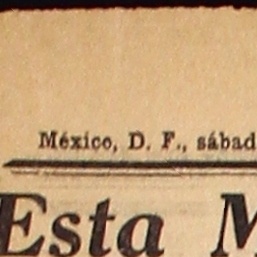 México, D. F., sábad
Esta M